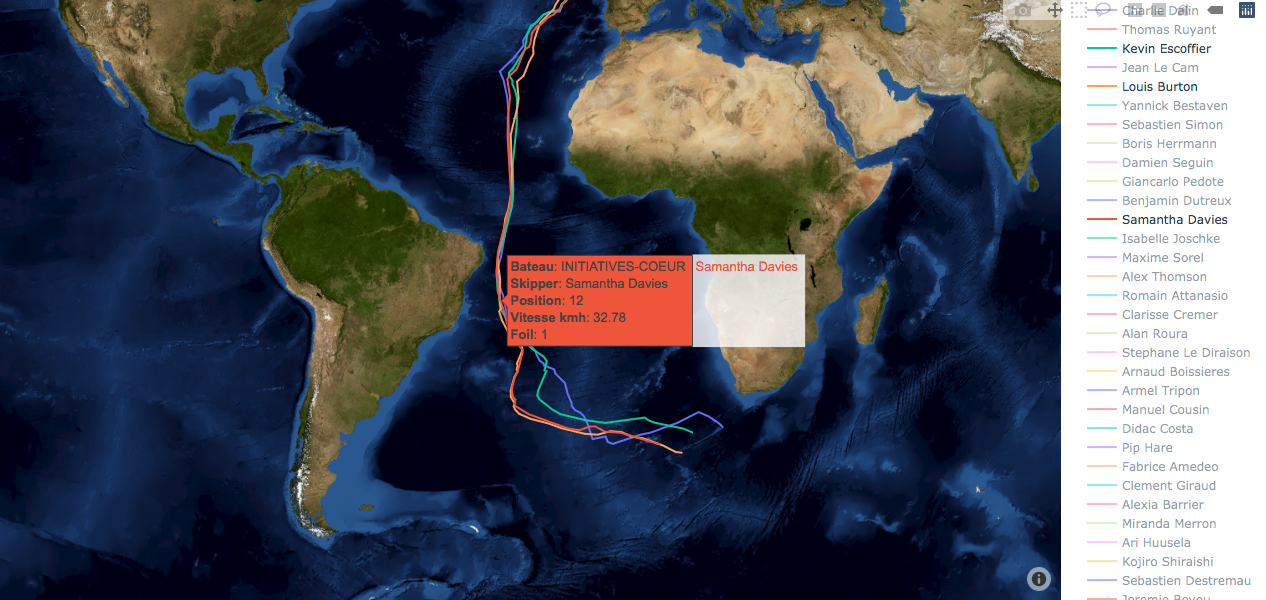 Charlie Dalin
Thomas Ruyant
Kevin Escoffier
Jean Le Cam
Louis Burton
Yannick Bestaven
Sebastien Simon
Boris Herrmann
Damien Seguin
Giancarlo Pedote
Benjamin Dutreux
Samantha Davies
Isabelle Joschke
Maxime Sorel
Alex Thomson
Romain Attanasio
Clarisse Cremer
Alan Roura
Stephane Le Diraison
Arnaud Boissieres
Armel Tripon
Manuel Cousin
Didac Costa
Pip Hare
Fabrice Amedeo
Clement Giraud
Alexia Barrier
Miranda Merron
Ari Huusela
Kojiro Shiraishi
Sebastien Destremau
Jeremie Beyou
Bateau: INITIATIVES-COEUR
Skipper: Samantha Davies
Position: 12
Vitesse kmh: 32.78
Foil: 1
Samantha Davies